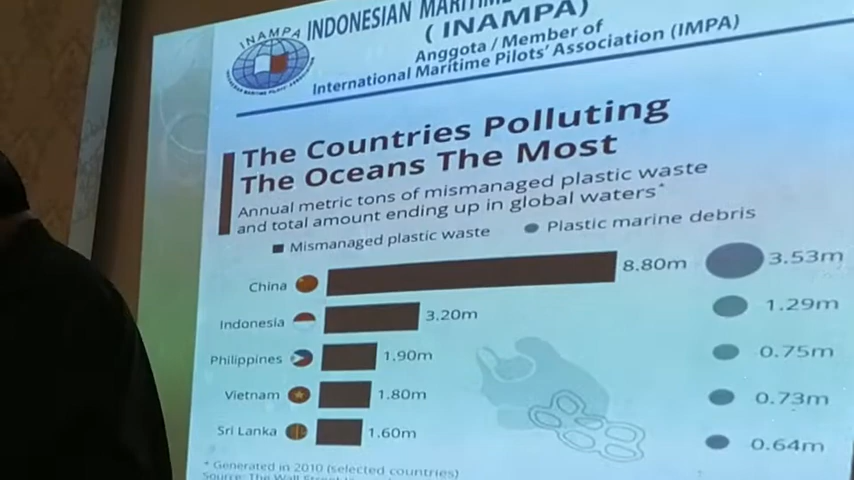 INAMPA
INDONESIAN
(INAMPA)
Anggota / Member of
International Maritime Pilots' Association (IMPA)
The Countries Polluting
The Oceans The Most
Annual metric tons of mismanaged plastic waste
and total amount ending up in global waters*
Mismanaged plastic waste Plastic marine debris
China 8.80m 3.53m
Indonesia 3.20m 1.29m
Philippines 1.90m 0.75m
Vietnam 1.80m 0.73m
Sri Lanka 1.60m 0.64m
* Generated in 2010 (selected countries)
Source: The Wall Street